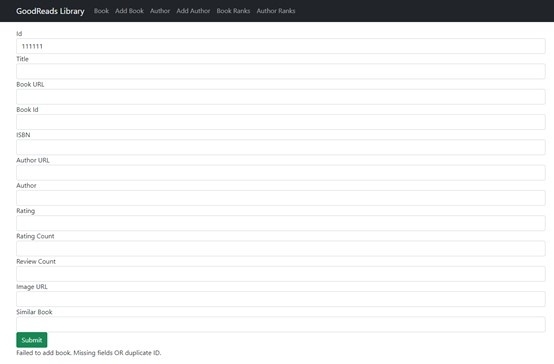 GoodReads Library Book Add Book Author Add Author Book Ranks Author Ranks
Id
111111
Title
Book URL
Book Id
ISBN
Author URL
Author
Rating
Rating Count
Review Count
Image URL
Similar Book
Submit
Failed to add book. Missing fields OR duplicate ID.